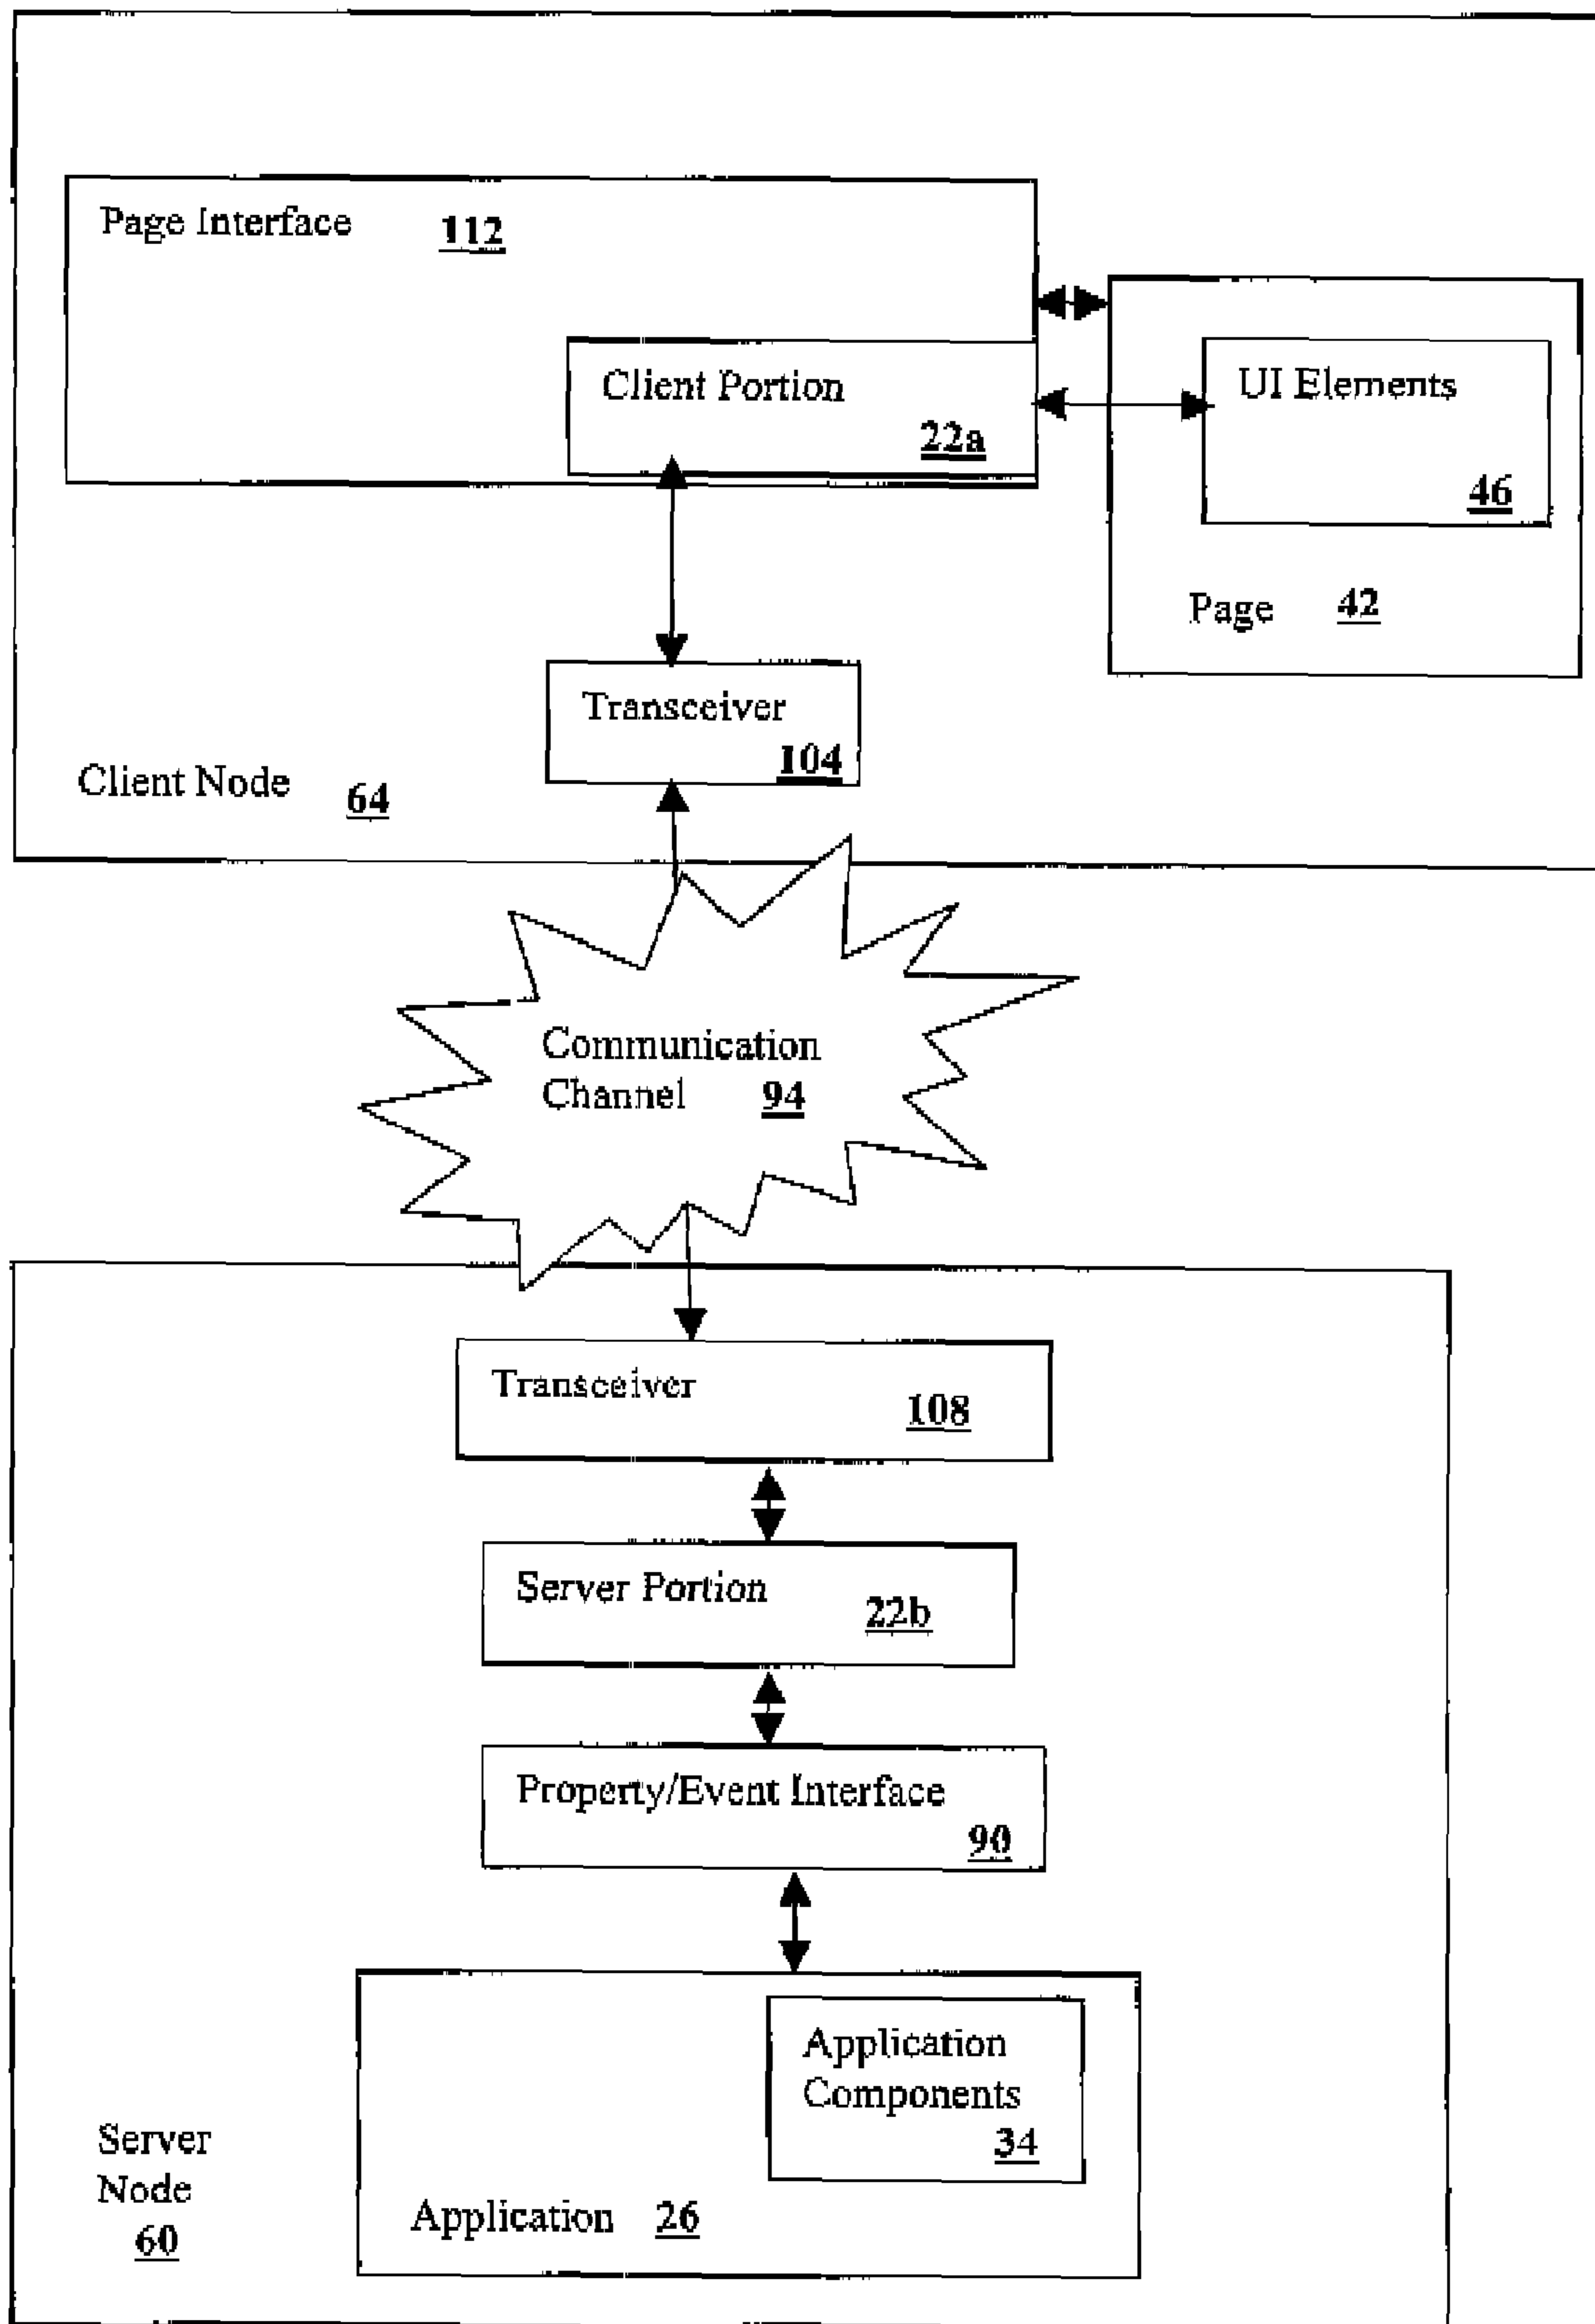 Page Interface 112
Client Portion
22a
UI Elements
46
Page 42
Transceiver
104
Client Node 64
Communication
Channel 94
Transceiver
108
Server Portion
22b
Property/Event Interface
90
Application
Components
34
Server
Node
60
Application 26